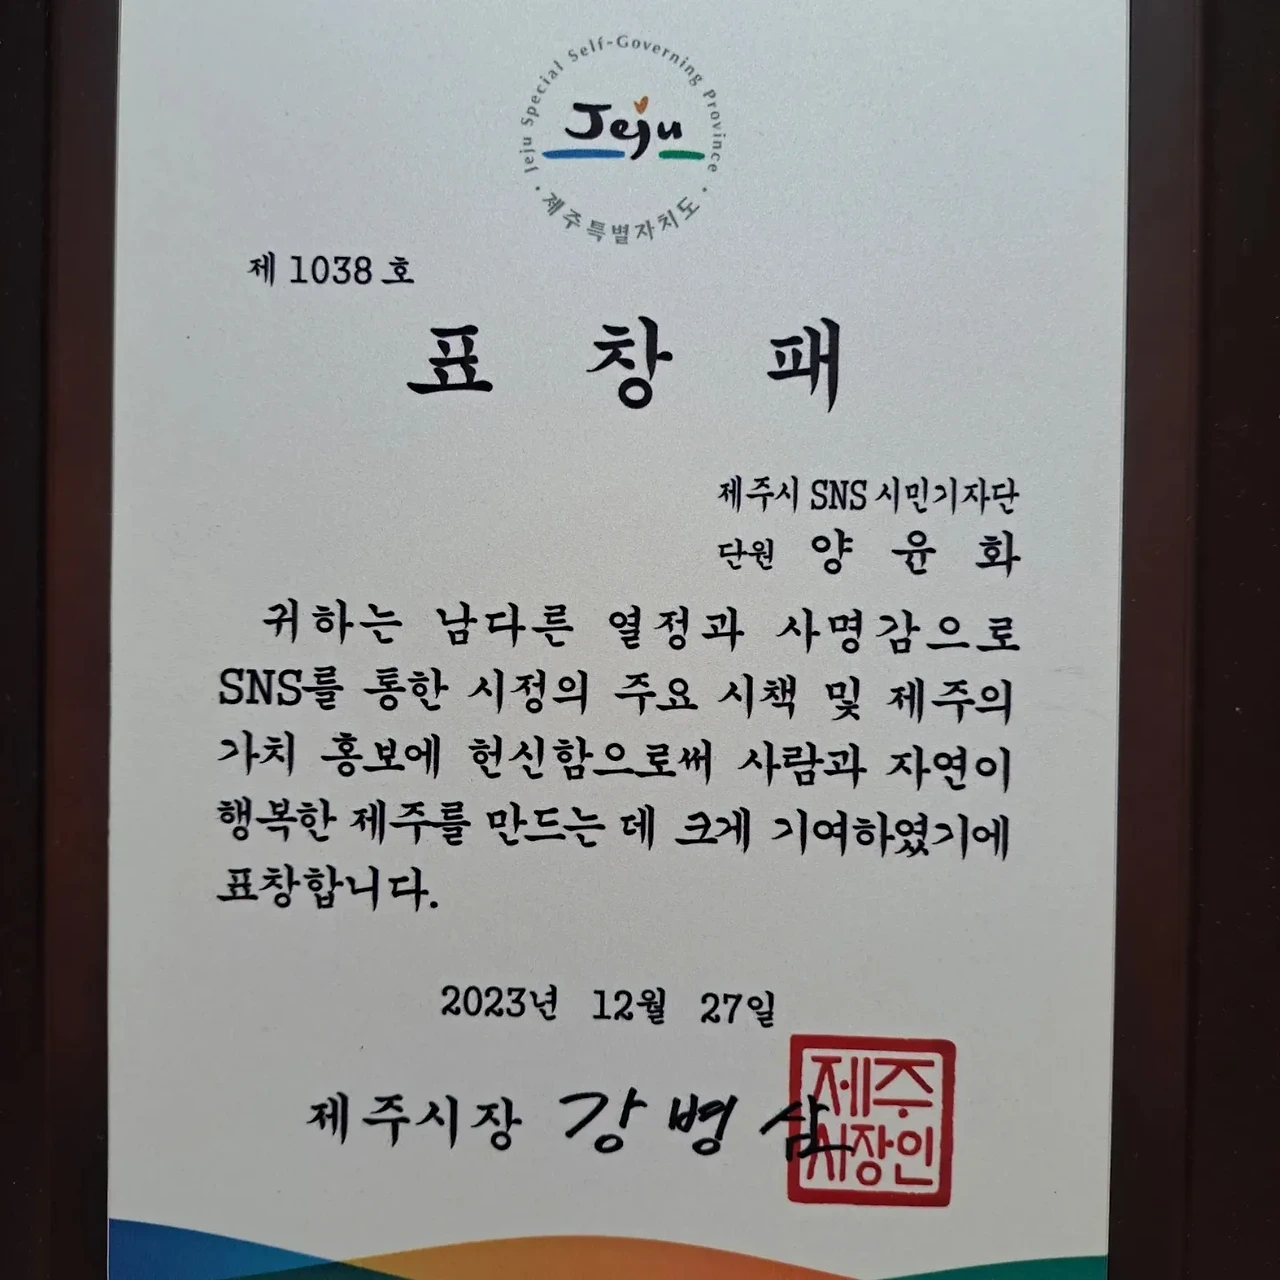 Jeju Special Self-Governing Province
Jeju
제주특별자치도
제 1038 호
표 창 패
제주시 SNS 시민기자단
단원 양 윤 화
귀하는 남다른 열정과 사명감으로
SNS를 통한 시정의 주요 시책 및 제주의
가치 홍보에 헌신함으로써 사람과 자연이
행복한 제주를 만드는 데 크게 기여하였기에
표창합니다.
2023년 12월 27일
제주시장 강병삼
제주
시장인